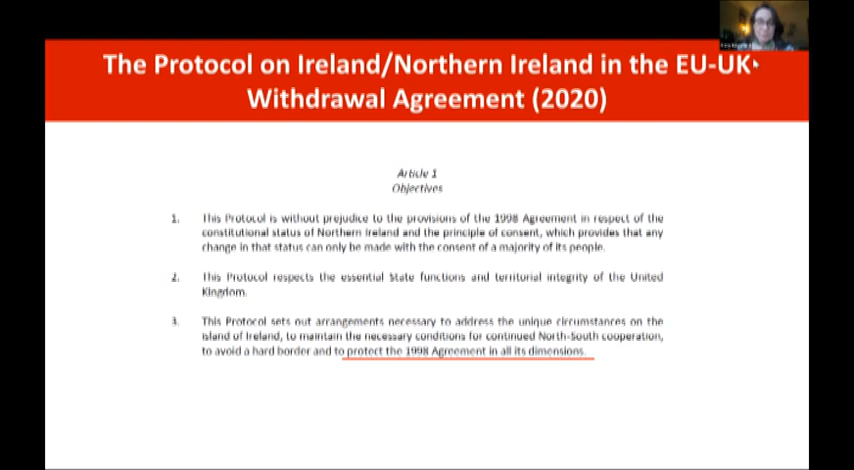 The Protocol on Ireland/Northern Ireland in the EU-UK
Withdrawal Agreement (2020)
Article 1
Objectives
1. This Protocol is without prejudice to the provisions of the 1998 Agreement in respect of the
constitutional status of Northern Ireland and the principle of consent, which provides that any
change in that status can only be made with the consent of a majority of its people.
2. This Protocol respects the essential State functions and territorial integrity of the United
Kingdom.
3. This Protocol sets out arrangements necessary to address the unique circumstances on the
island of Ireland, to maintain the necessary conditions for continued North-South cooperation,
to avoid a hard border and to protect the 1998 Agreement in all its dimensions.